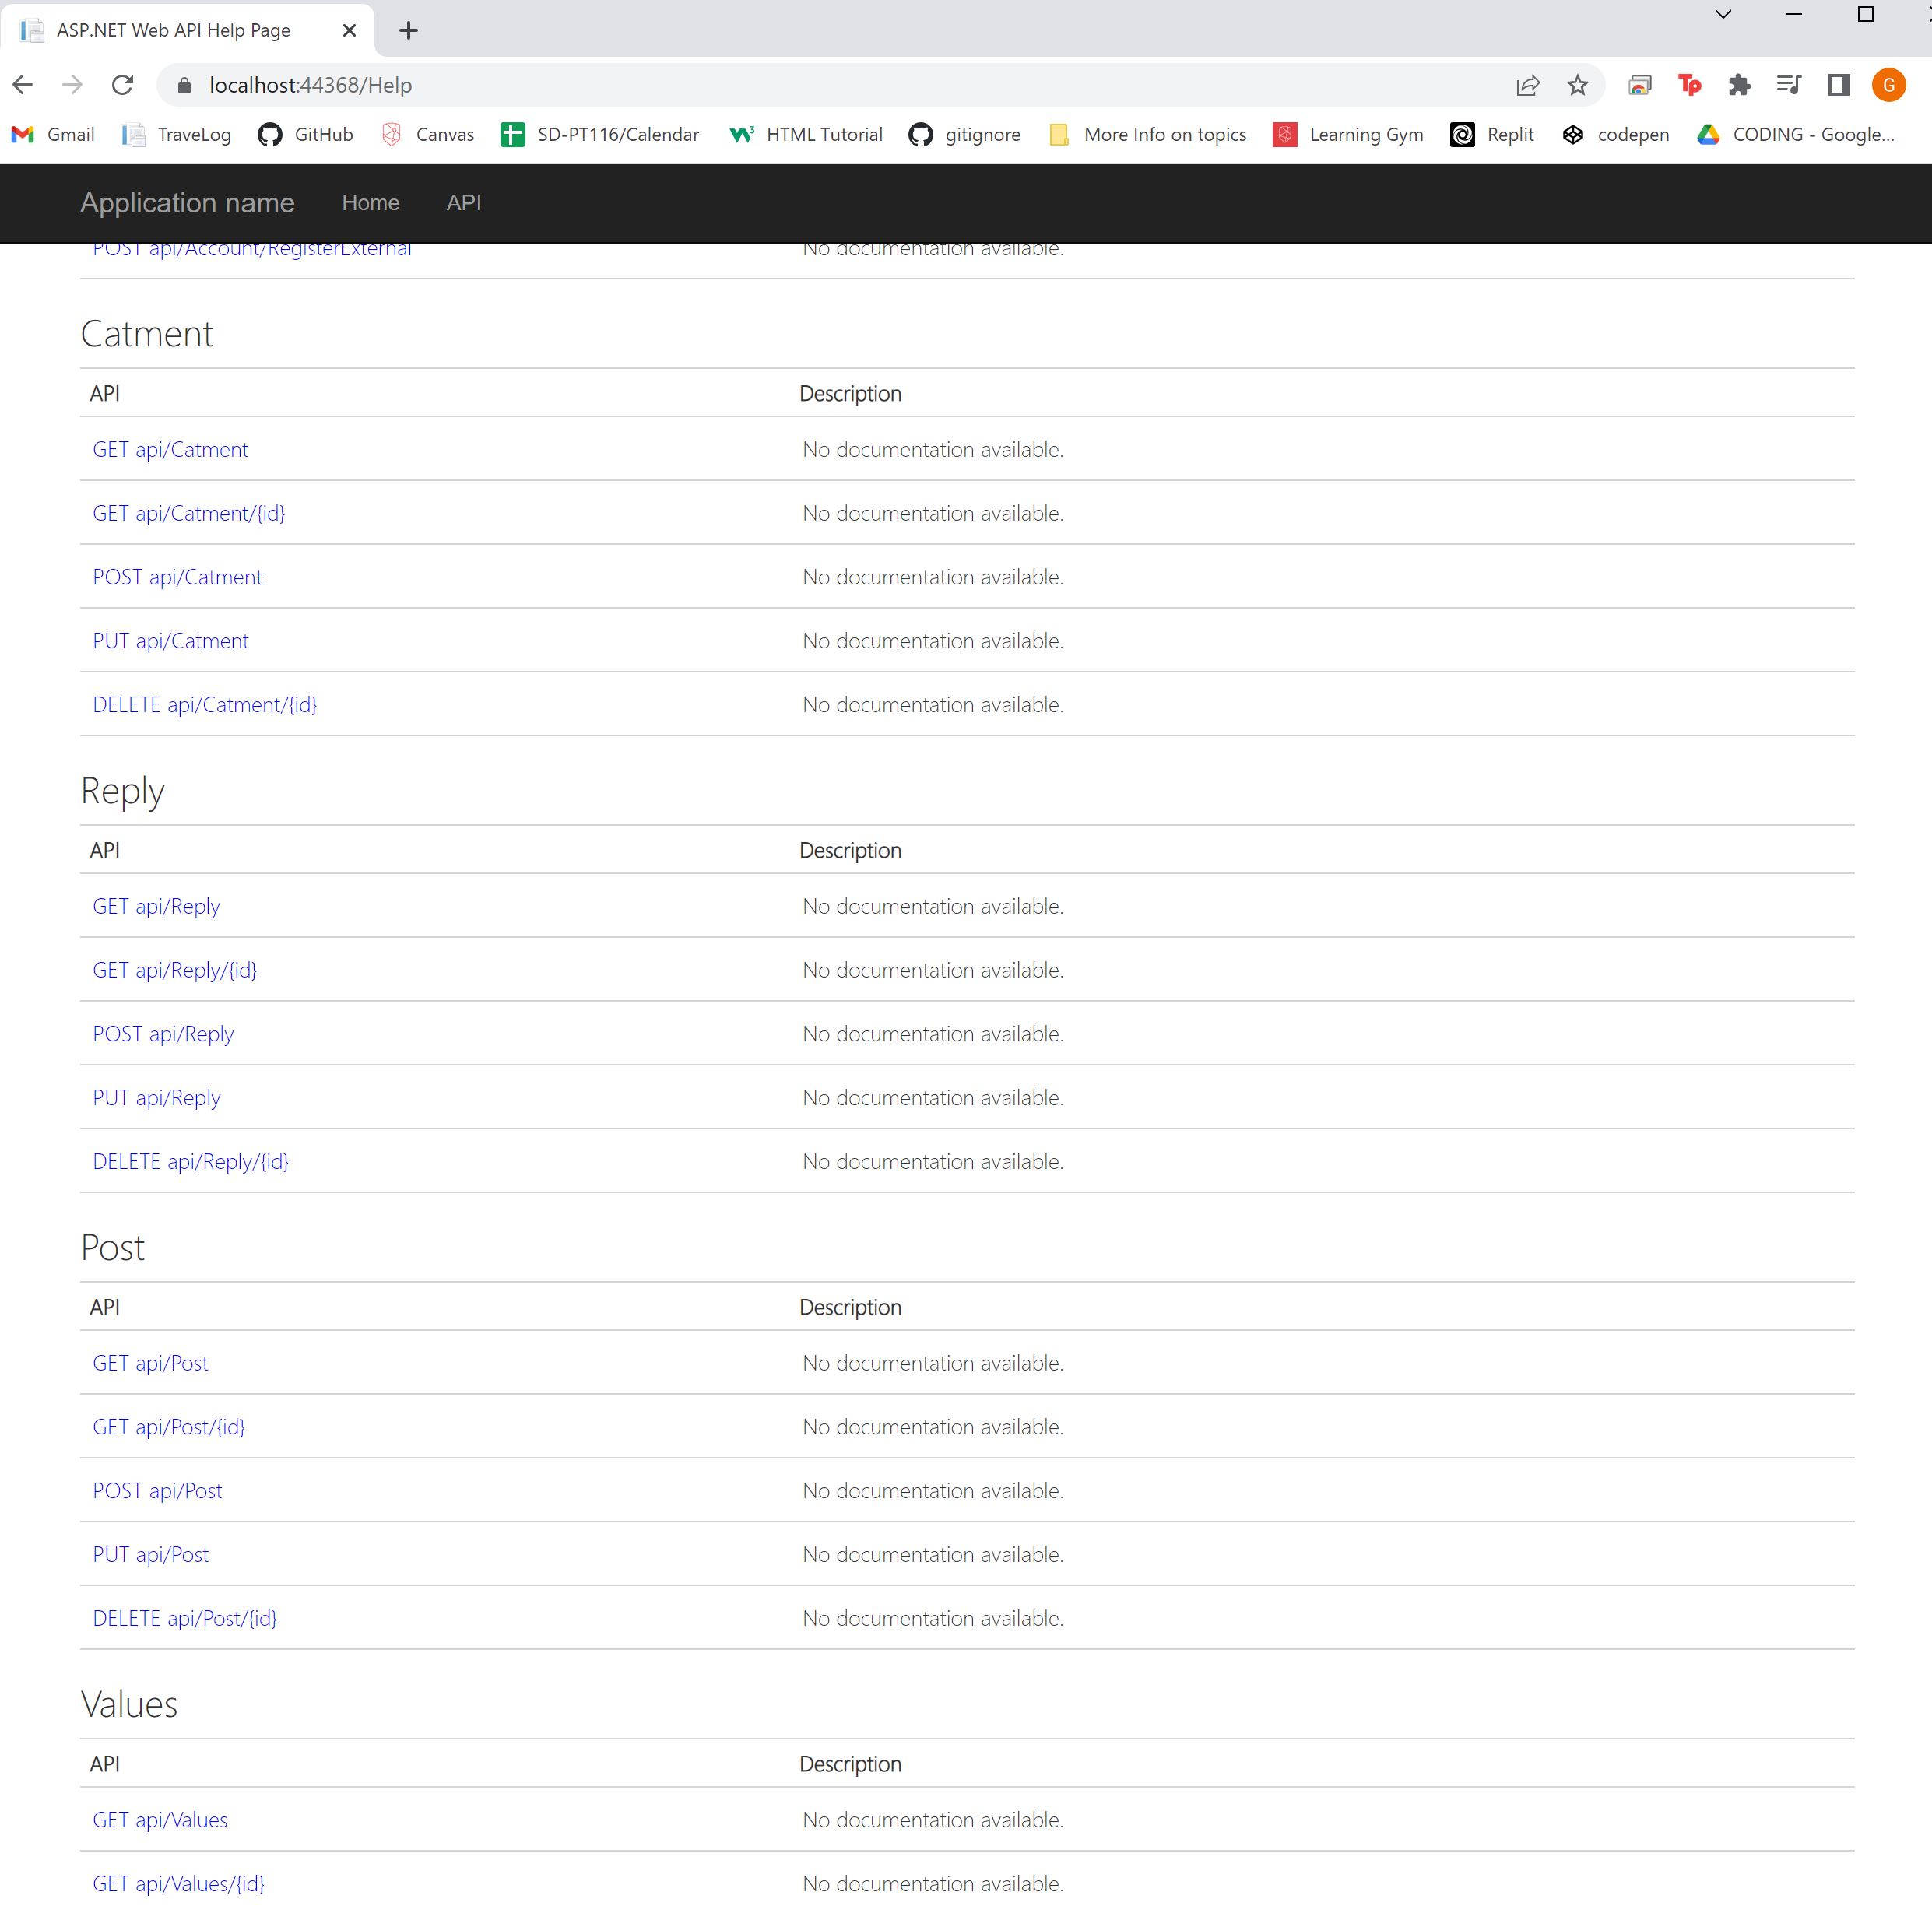 ASP.NET Web API Help Page
localhost:44368/Help
Tp
G
Gmail TraveLog GitHub Canvas SD-PT116/Calendar HTML Tutorial gitignore More Info on topics Learning Gym Replit codepen CODING - Google...
Application name Home API
POST api/Account/RegisterExternal No documentation available.
Catment
API Description
GET api/Catment No documentation available.
GET api/Catment/{id} No documentation available.
POST api/Catment No documentation available.
PUT api/Catment No documentation available.
DELETE api/Catment/{id} No documentation available.
Reply
API Description
GET api/Reply No documentation available.
GET api/Reply/{id} No documentation available.
POST api/Reply No documentation available.
PUT api/Reply No documentation available.
DELETE api/Reply/{id} No documentation available.
Post
API Description
GET api/Post No documentation available.
GET api/Post/{id} No documentation available.
POST api/Post No documentation available.
PUT api/Post No documentation available.
DELETE api/Post/{id} No documentation available.
Values
API Description
GET api/Values No documentation available.
GET api/Values/{id} No documentation available.